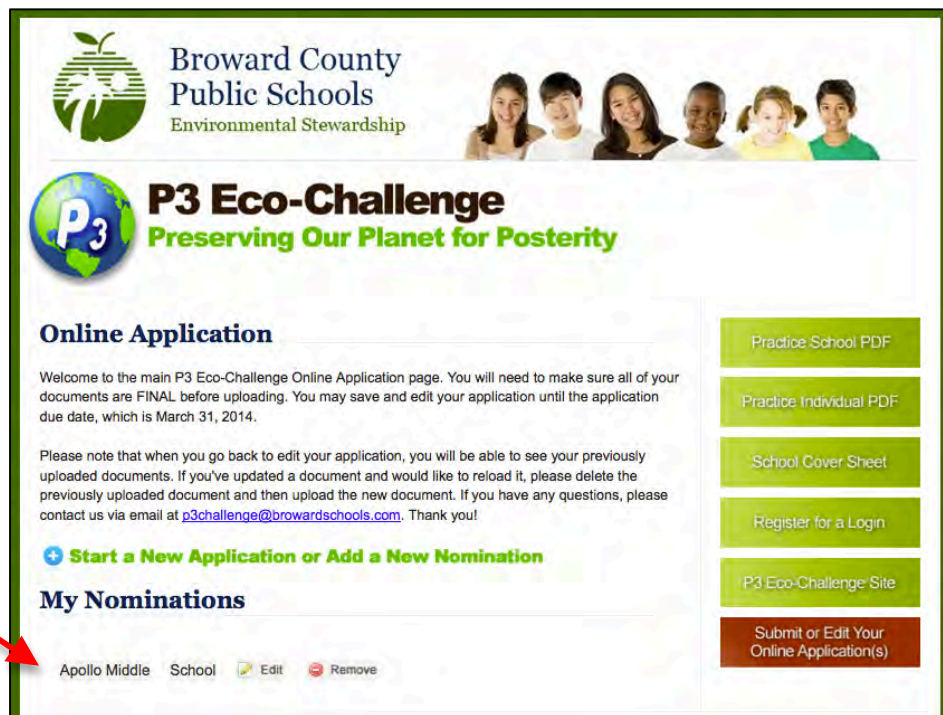 Broward County
Public Schools
Environmental Stewardship
P3
P3 Eco-Challenge
Preserving Our Planet for Posterity
Online Application
Welcome to the main P3 Eco-Challenge Online Application page. You will need to make sure all of your
documents are FINAL before uploading. You may save and edit your application until the application
due date, which is March 31, 2014.
Please note that when you go back to edit your application, you will be able to see your previously
uploaded documents. If you've updated a document and would like to reload it, please delete the
previously uploaded document and then upload the new document. If you have any questions, please
contact us via email at p3challenge@browardschools.com. Thank you!
Start a New Application or Add a New Nomination
My Nominations
Apollo Middle School Edit Remove
Practice School PDF
Practice Individual PDF
School Cover Sheet
Register for a Login
P3 Eco-Challenge Site
Submit or Edit Your
Online Application(s)